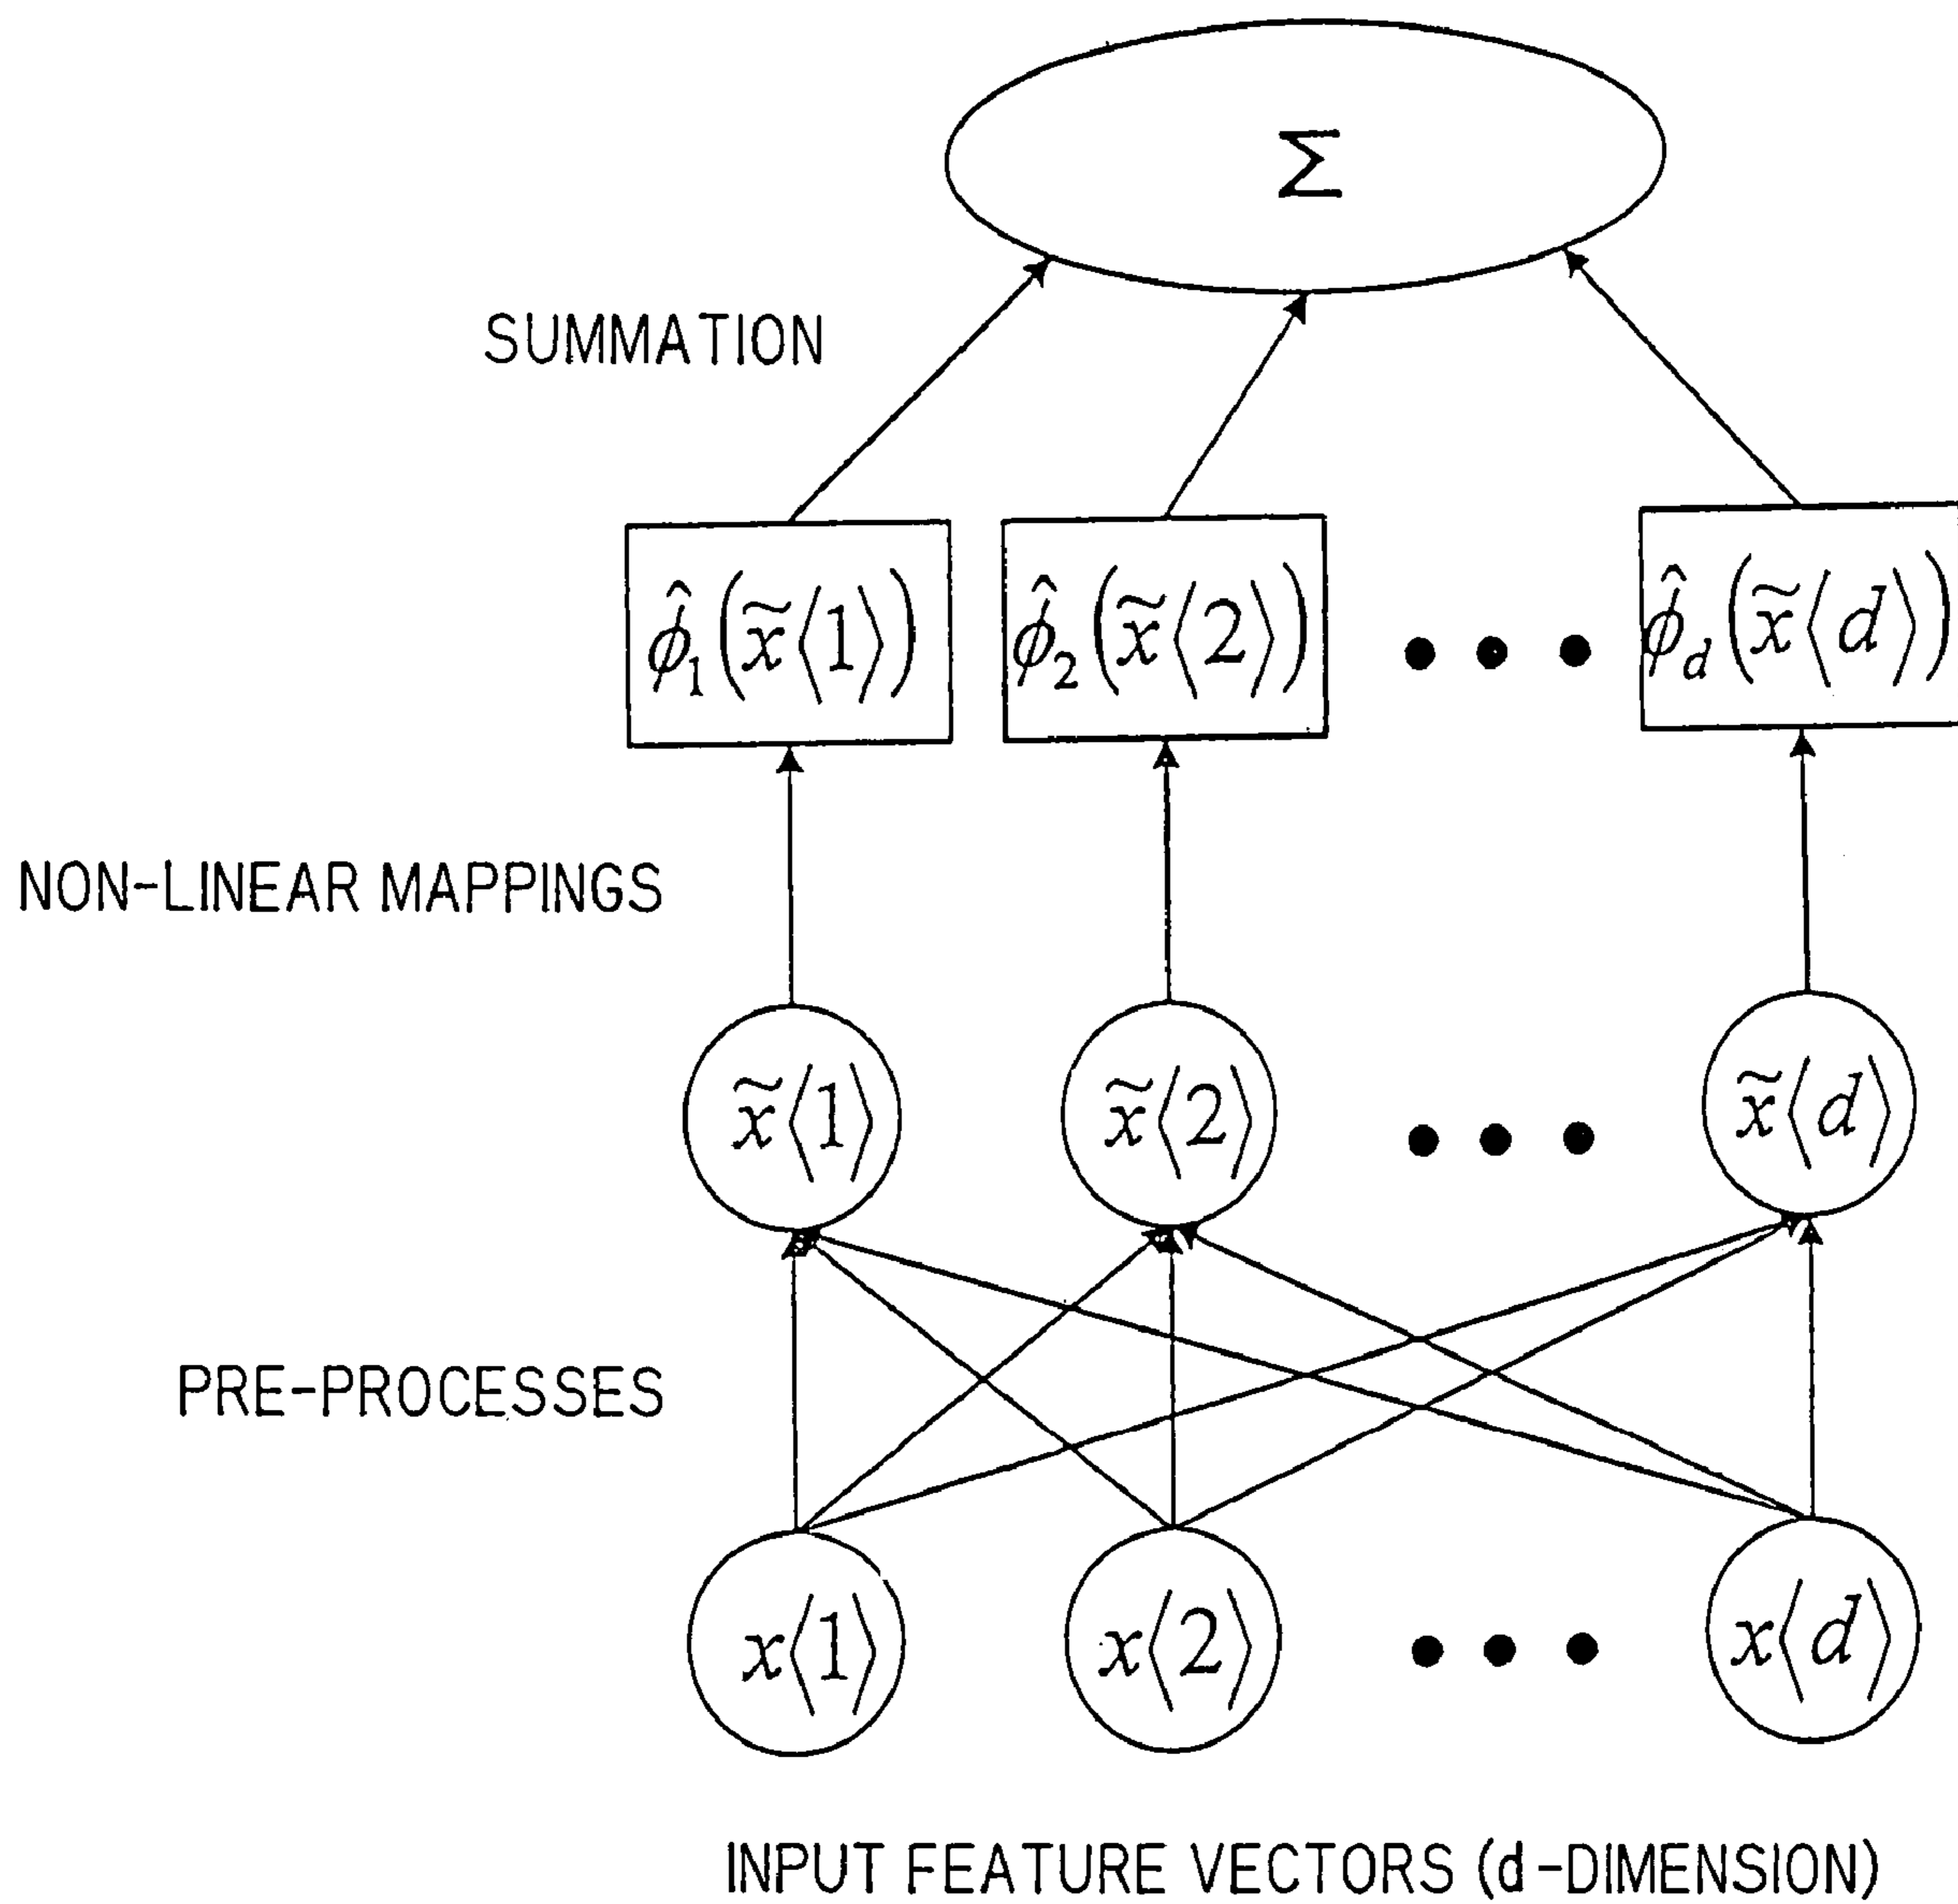 Σ
SUMMATION
φ̂₁(x̃⟨1⟩) φ̂₂(x̃⟨2⟩) ● ● ● φ̂_d(x̃⟨d⟩)
NON-LINEAR MAPPINGS
x̃⟨1⟩ x̃⟨2⟩ ● ● ● x̃⟨d⟩
PRE-PROCESSES
x⟨1⟩ x⟨2⟩ ● ● ● x⟨d⟩
INPUT FEATURE VECTORS (d-DIMENSION)